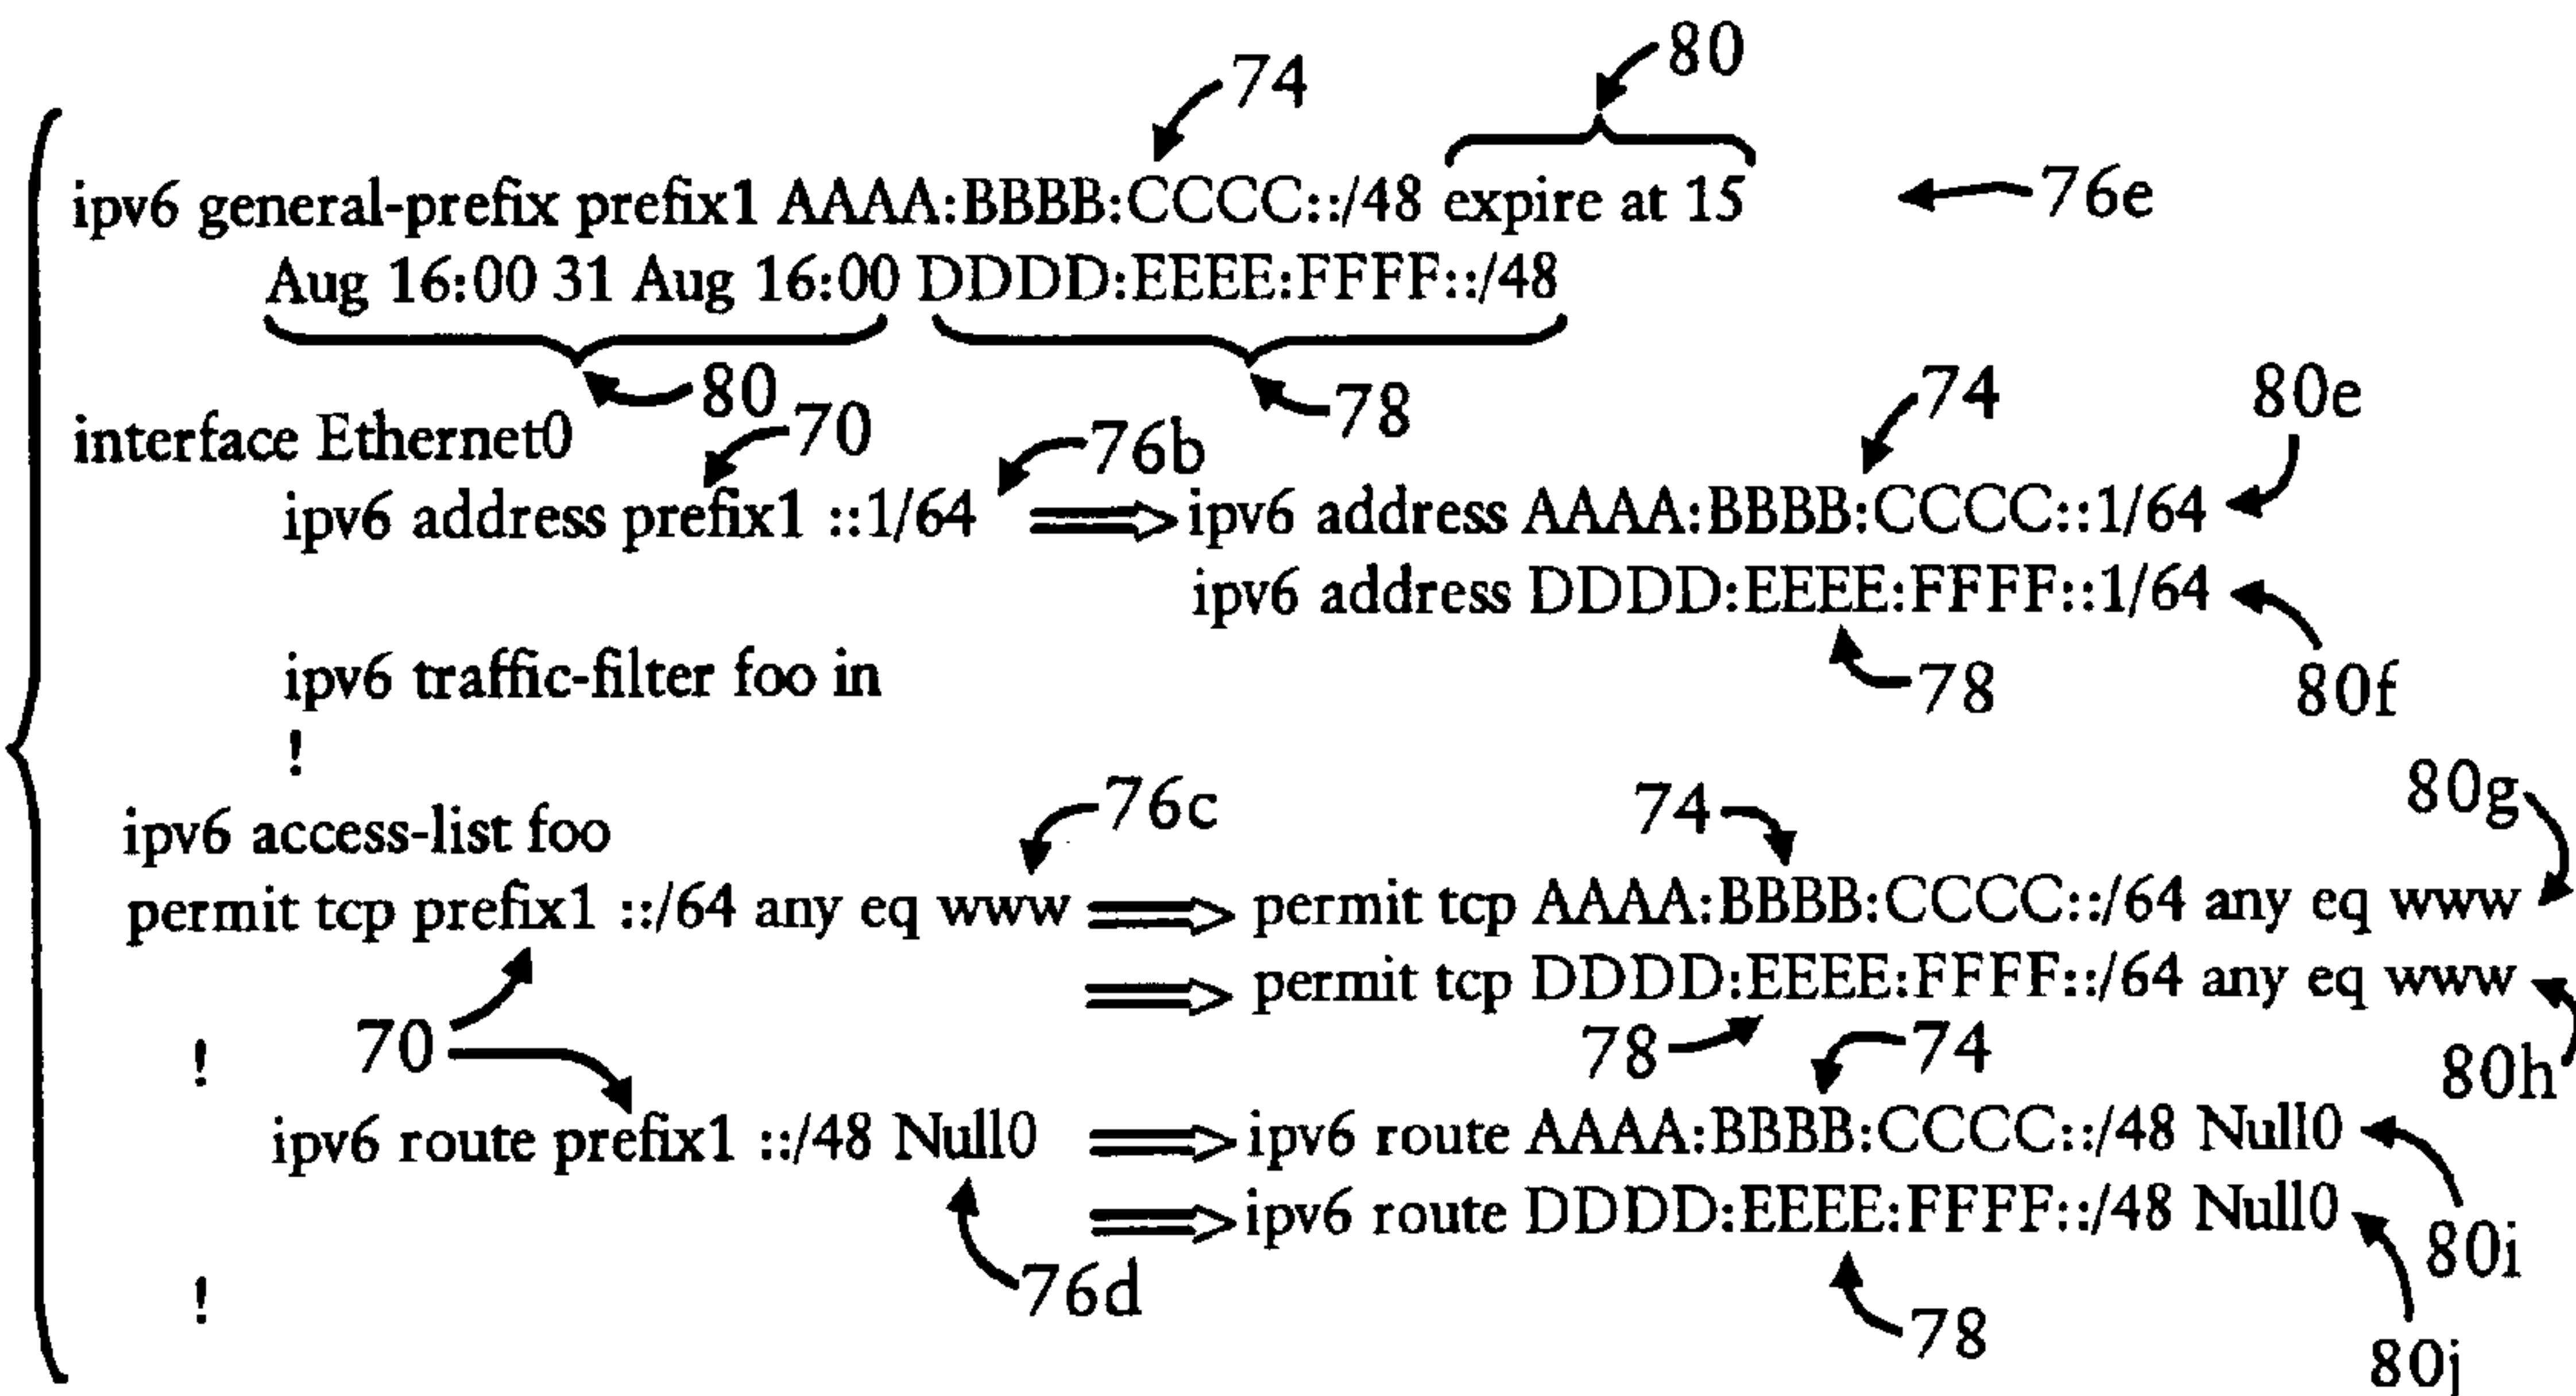 74
80
ipv6 general-prefix prefix1 AAAA:BBBB:CCCC::/48 expire at 15
76e
Aug 16:00 31 Aug 16:00 DDDD:EEEE:FFFF::/48
80
78
74
80e
interface Ethernet0
70
76b
ipv6 address prefix1 ::1/64
ipv6 address AAAA:BBBB:CCCC::1/64
ipv6 address DDDD:EEEE:FFFF::1/64
ipv6 traffic-filter foo in
78
80f
!
76c
74
80g
ipv6 access-list foo
permit tcp prefix1 ::/64 any eq www
permit tcp AAAA:BBBB:CCCC::/64 any eq www
permit tcp DDDD:EEEE:FFFF::/64 any eq www
!
70
78
74
80h
ipv6 route prefix1 ::/48 Null0
ipv6 route AAAA:BBBB:CCCC::/48 Null0
ipv6 route DDDD:EEEE:FFFF::/48 Null0
80i
!
76d
78
80j